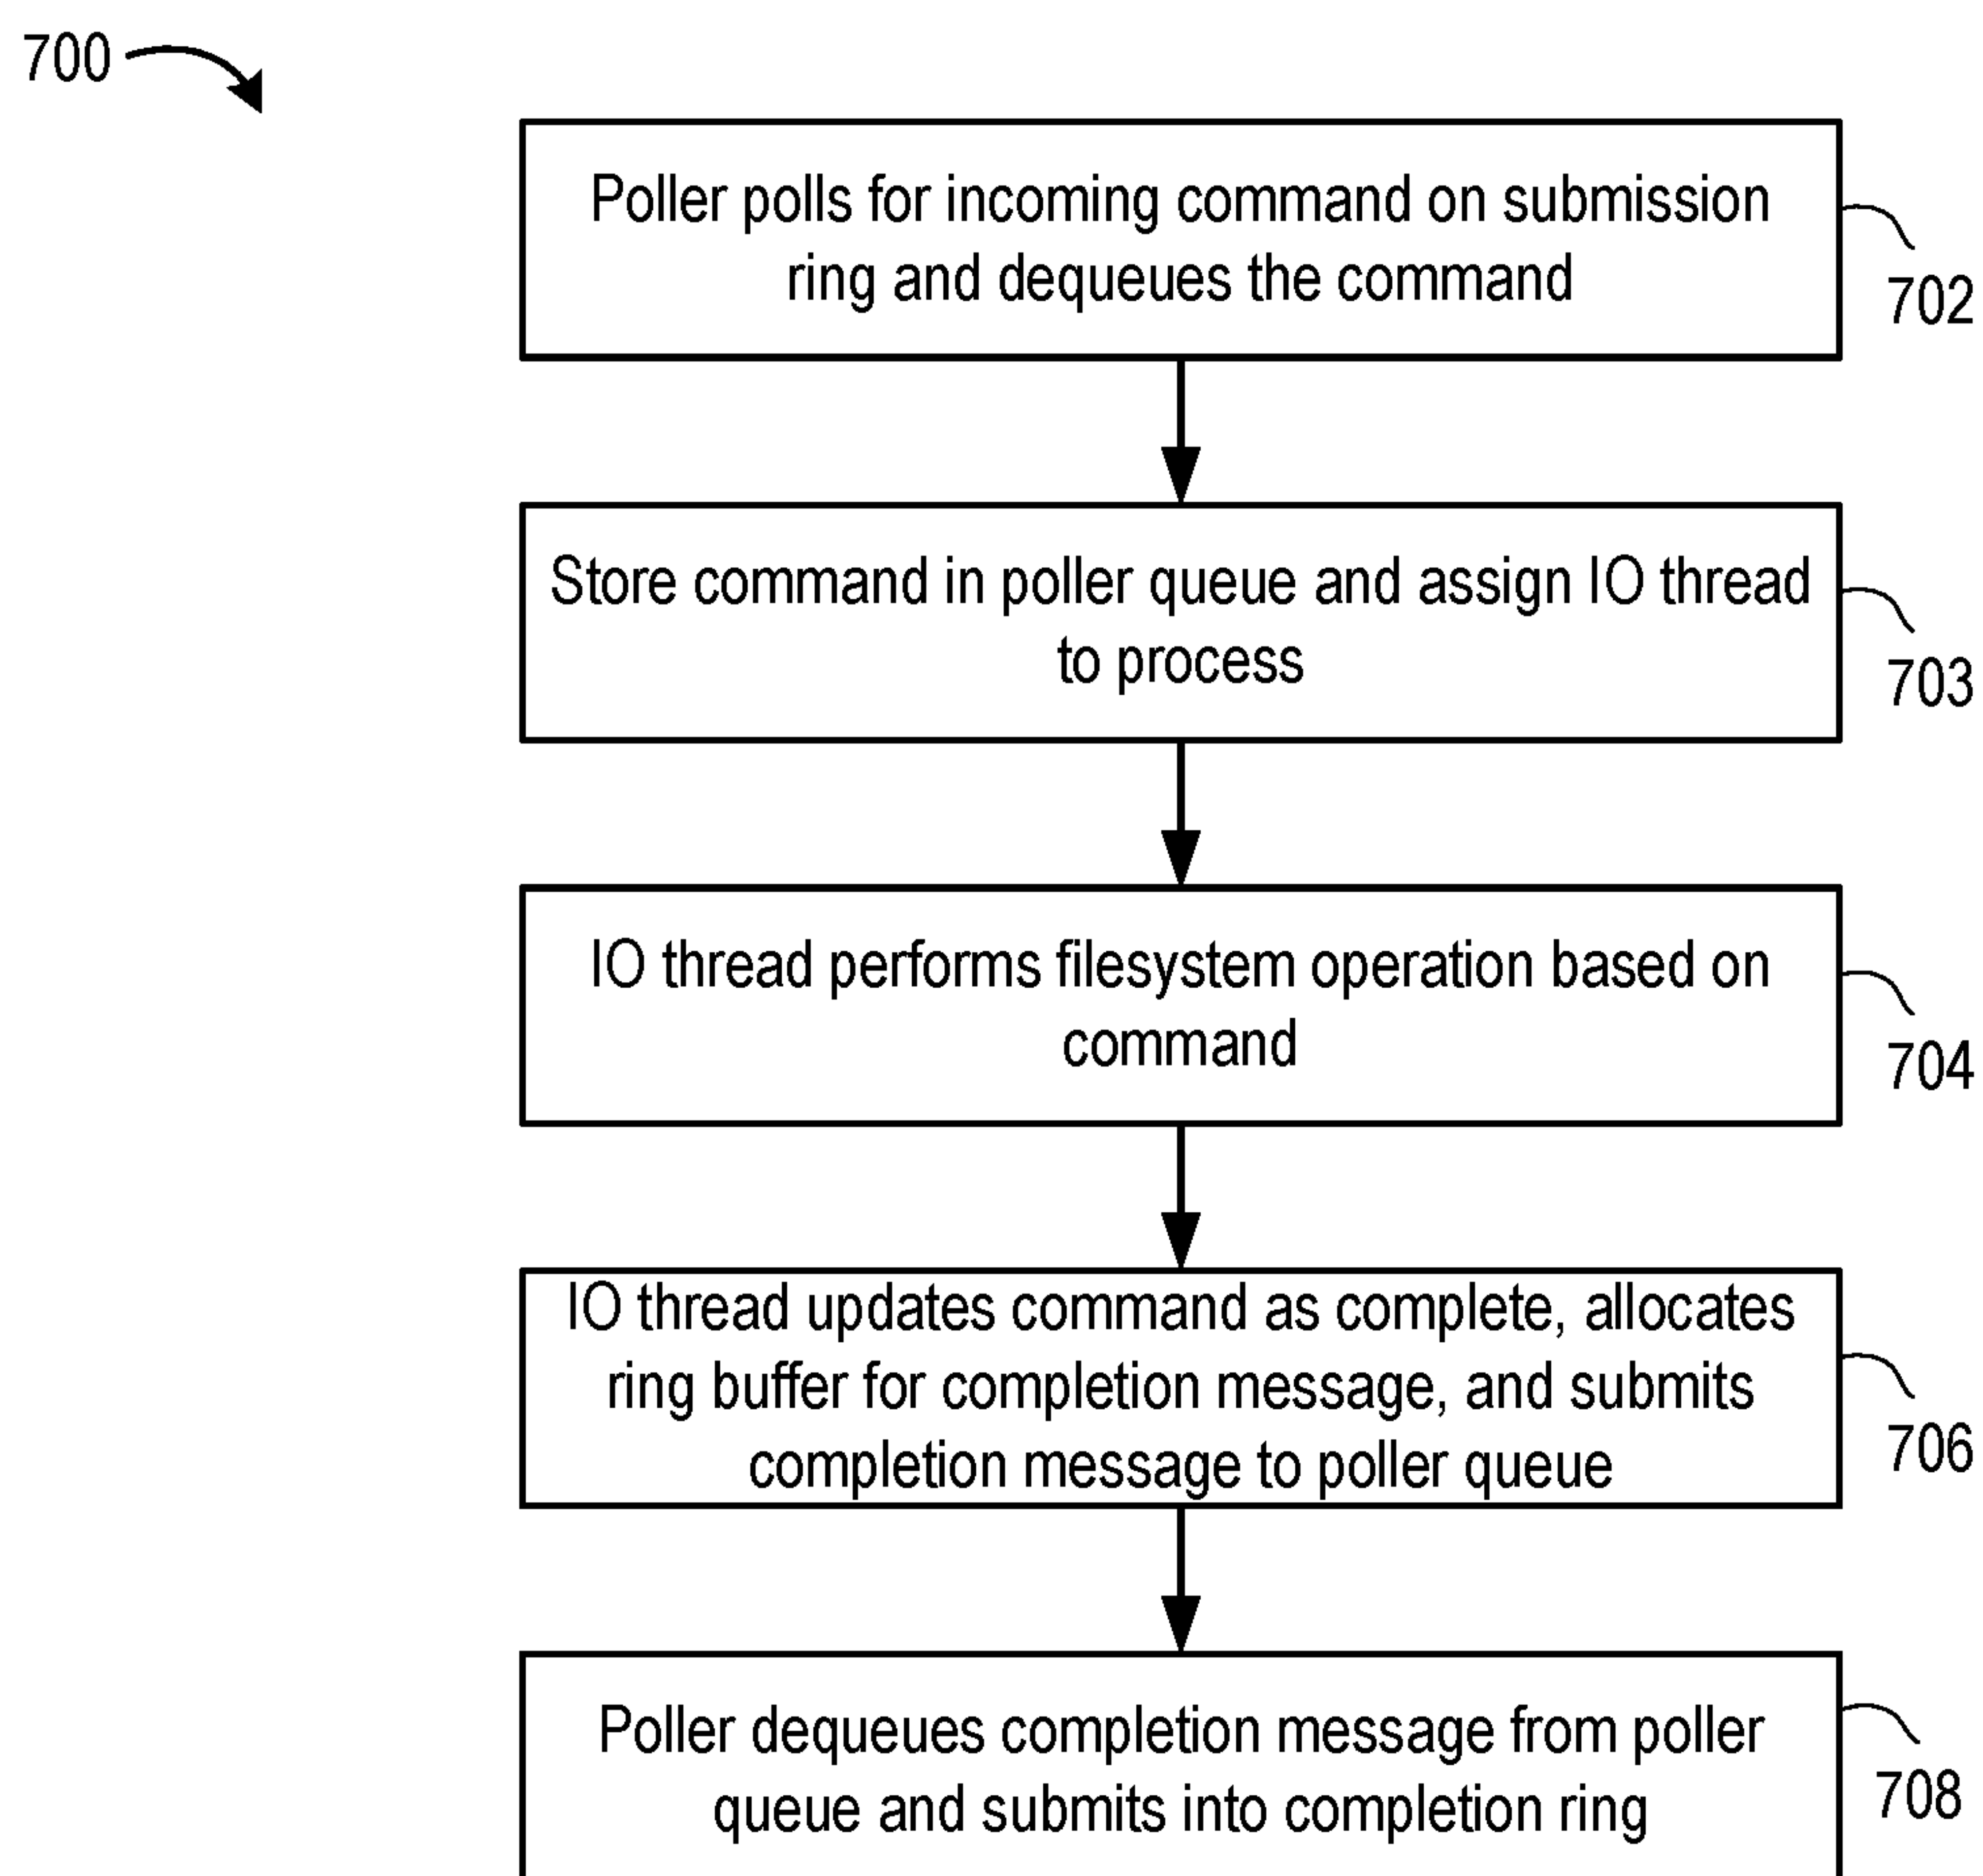 700
Poller polls for incoming command on submission
ring and dequeues the command
702
Store command in poller queue and assign IO thread
to process
703
IO thread performs filesystem operation based on
command
704
IO thread updates command as complete, allocates
ring buffer for completion message, and submits
completion message to poller queue
706
Poller dequeues completion message from poller
queue and submits into completion ring
708